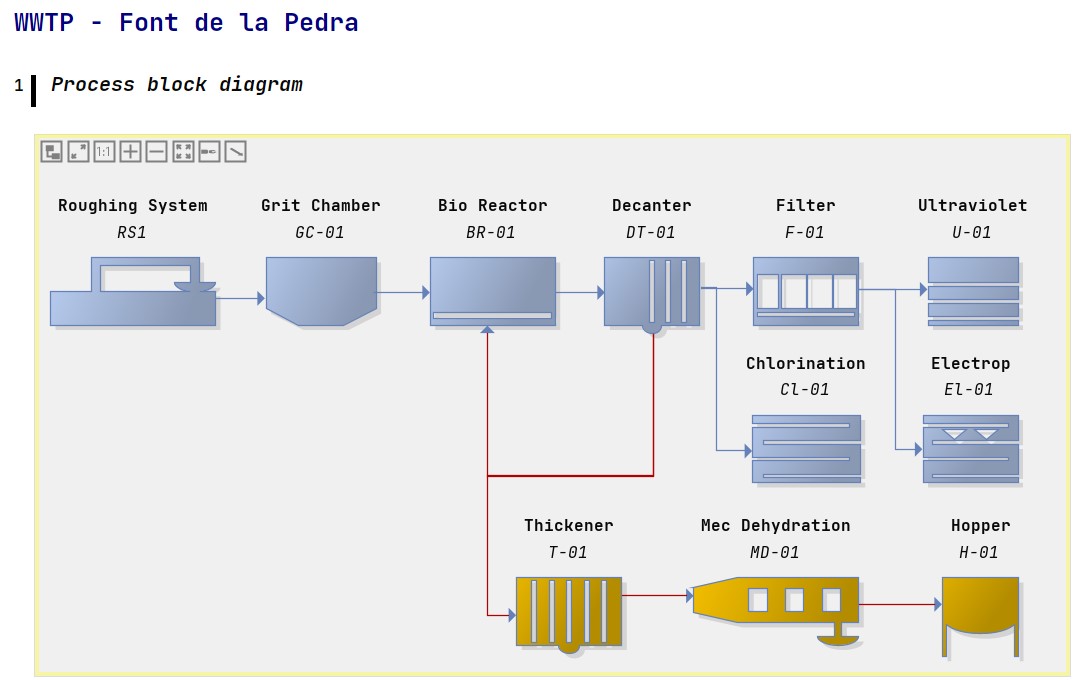 WWTP - Font de la Pedra
1 Process block diagram
1:1
Roughing System
RS1
Grit Chamber
GC-01
Bio Reactor
BR-01
Decanter
DT-01
Filter
F-01
Ultraviolet
U-01
Chlorination
Cl-01
Electrop
El-01
Thickener
T-01
Mec Dehydration
MD-01
Hopper
H-01